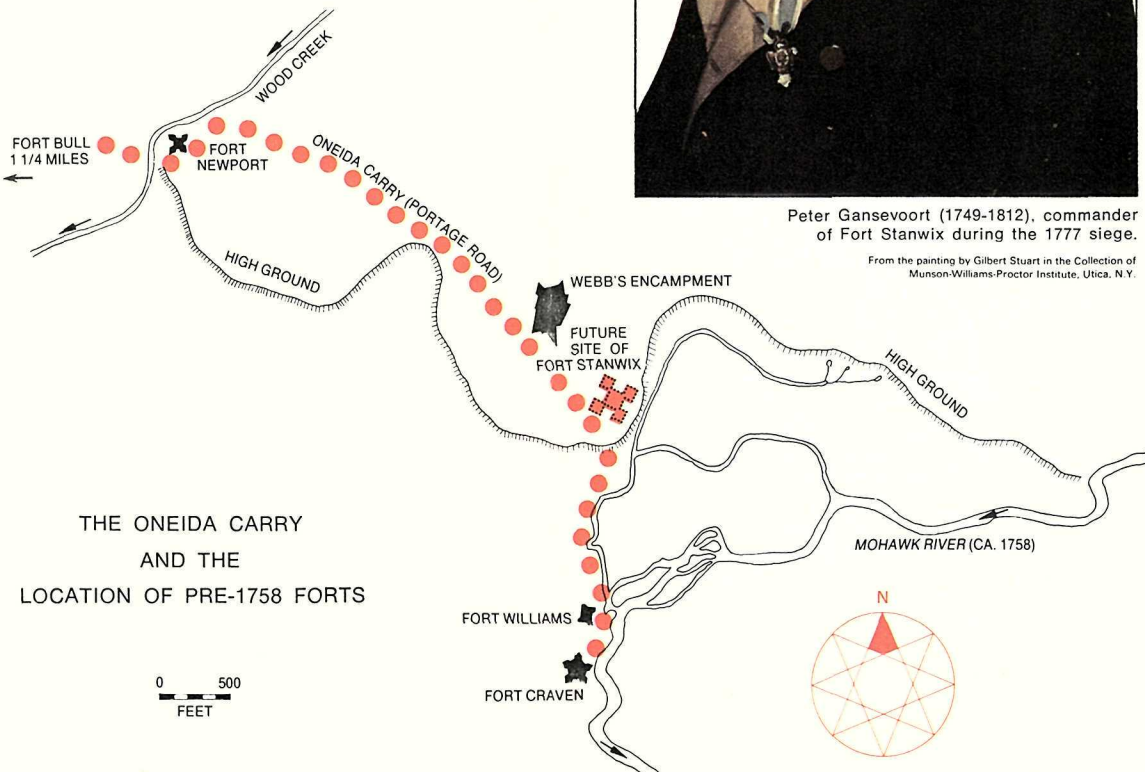 WOOD CREEK
FORT BULL
1 1/4 MILES
FORT
NEWPORT
ONEIDA CARRY (PORTAGE ROAD)
HIGH GROUND
Peter Gansevoort (1749-1812), commander
of Fort Stanwix during the 1777 siege.
From the painting by Gilbert Stuart in the Collection of
Munson-Williams-Proctor Institute, Utica, N.Y.
WEBB'S ENCAMPMENT
FUTURE
SITE OF
FORT STANWIX
HIGH GROUND
THE ONEIDA CARRY
AND THE
LOCATION OF PRE-1758 FORTS
MOHAWK RIVER (CA. 1758)
N
FORT WILLIAMS
FORT CRAVEN
0 500
FEET